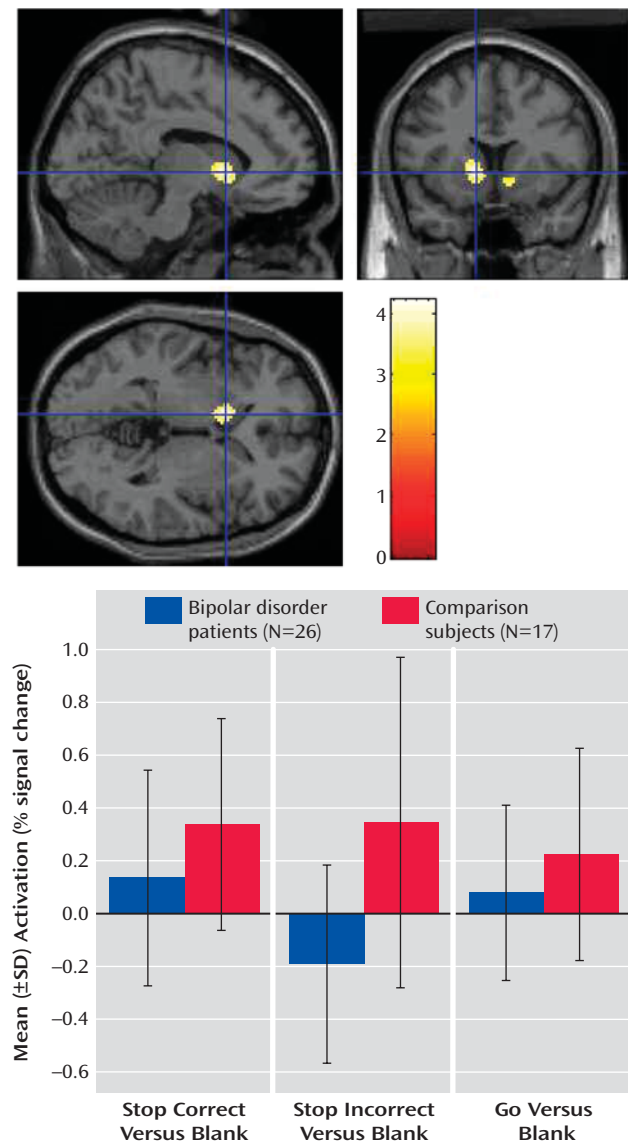 4
3
2
1
0
Bipolar disorder
patients (N=26)
Comparison
subjects (N=17)
Mean (±SD) Activation (% signal change)
1.0
0.8
0.6
0.4
0.2
0.0
–0.2
–0.4
–0.6
Stop Correct
Versus Blank
Stop Incorrect
Versus Blank
Go Versus
Blank